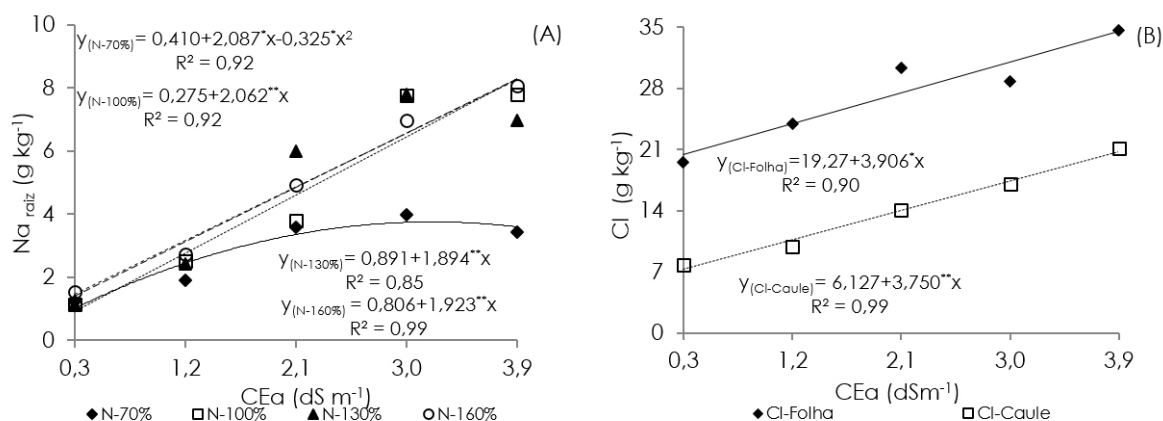 (A)
y(N-70%) = 0,410+2,087*x-0,325*x²
R² = 0,92
y(N-100%) = 0,275+2,062**x
R² = 0,92
y(N-130%) = 0,891+1,894**x
R² = 0,85
y(N-160%) = 0,806+1,923**x
R² = 0,99
Na raiz (g kg-1)
10
8
6
4
2
0
0,3 1,2 2,1 3,0 3,9
CEa (dS m-1)
N-70% N-100% N-130% N-160%
(B)
y(Cl-Folha)=19,27+3,906*x
R² = 0,90
y(Cl-Caule) = 6,127+3,750**x
R² = 0,99
Cl (g kg-1)
35
28
21
14
7
0
0,3 1,2 2,1 3,0 3,9
CEa (dSm-1)
Cl-Folha Cl-Caule